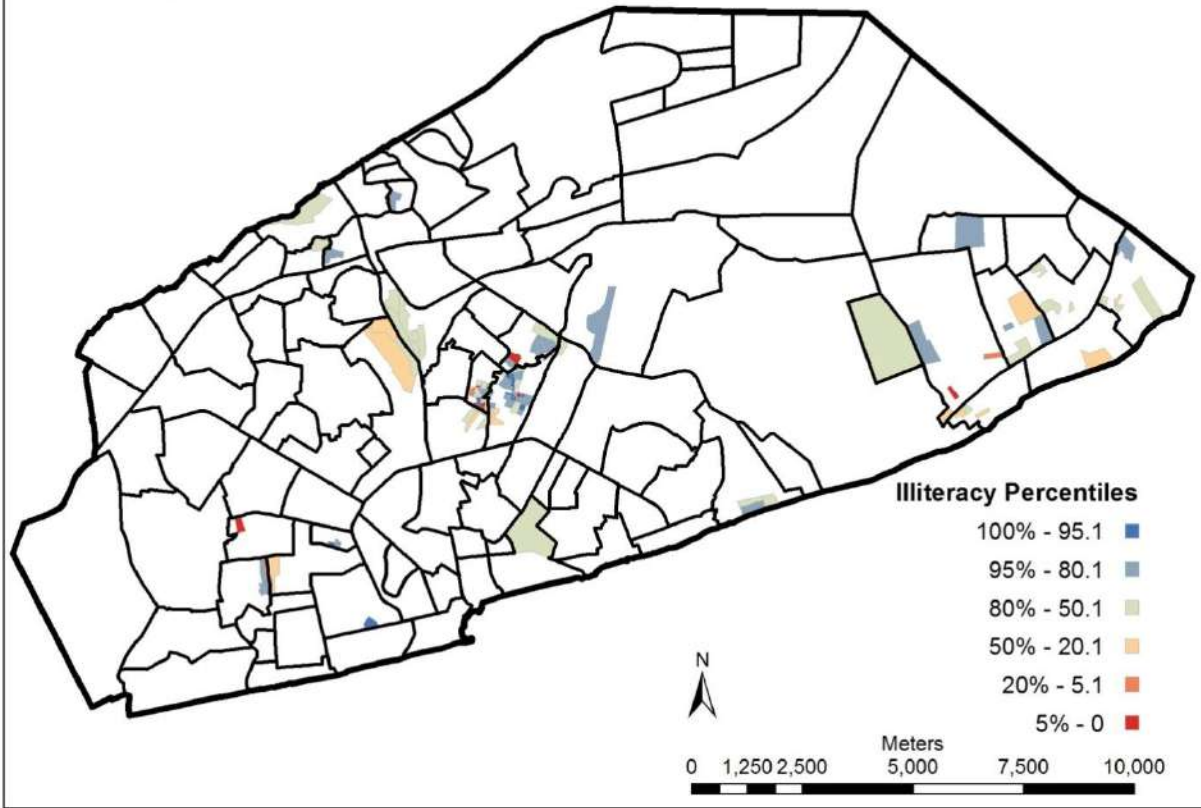 Illiteracy Percentiles
100% - 95.1
95% - 80.1
80% - 50.1
50% - 20.1
20% - 5.1
5% - 0
N
Meters
0 1,250 2,500 5,000 7,500 10,000